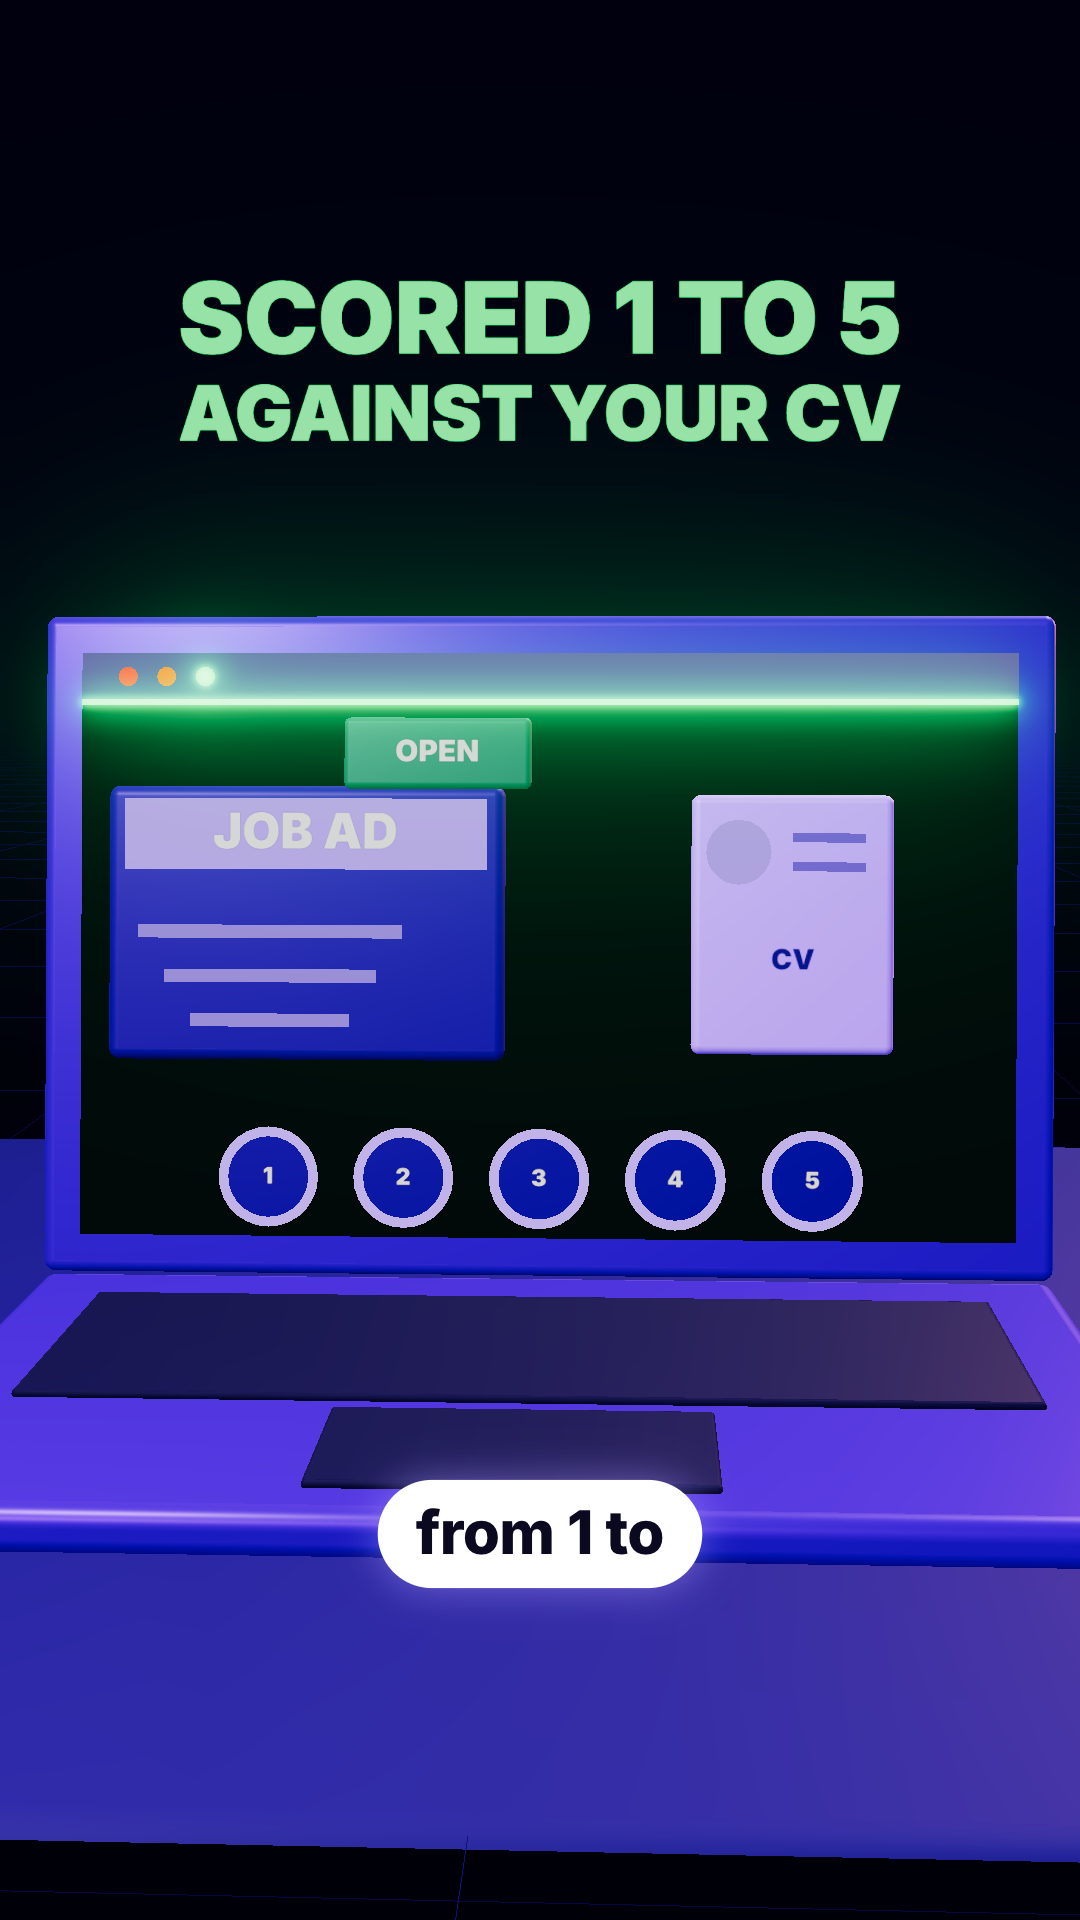 SCORED 1 TO 5
AGAINST YOUR CV
OPEN
JOB AD
CV
1 2 3 4 5
from 1 to